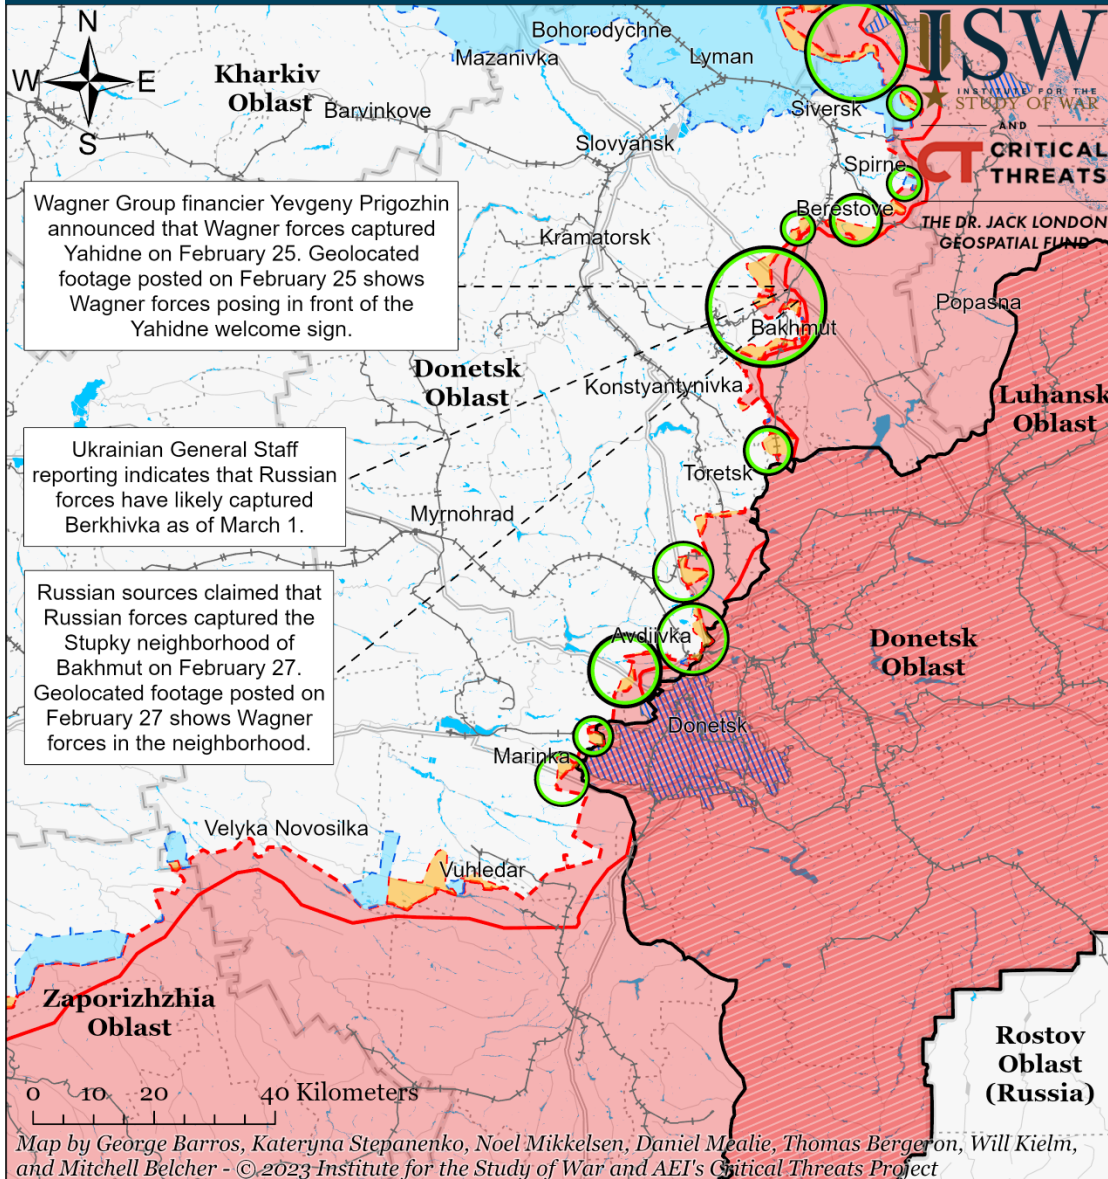 N
W
E
S
Kharkiv
Oblast
Bohorodychne
Mazanivka
Lyman
Barvinkove
Slovyansk
Siversk
Spirne
Berestove
Kramatorsk
ISW
INSTITUTE FOR THE
STUDY OF WAR
AND
CT CRITICAL
THREATS
THE DR. JACK LONDON
GEOSPATIAL FUND
Wagner Group financier Yevgeny Prigozhin
announced that Wagner forces captured
Yahidne on February 25. Geolocated
footage posted on February 25 shows
Wagner forces posing in front of the
Yahidne welcome sign.
Popasna
Bakhmut
Donetsk
Oblast
Konstyantynivka
Luhansk
Oblast
Ukrainian General Staff
reporting indicates that Russian
forces have likely captured
Berkhivka as of March 1.
Toretsk
Myrnohrad
Russian sources claimed that
Russian forces captured the
Stupky neighborhood of
Bakhmut on February 27.
Geolocated footage posted on
February 27 shows Wagner
forces in the neighborhood.
Avdiivka
Donetsk
Oblast
Donetsk
Marinka
Velyka Novosilka
Vuhledar
Zaporizhzhia
Oblast
Rostov
Oblast
(Russia)
0 10 20 40 Kilometers
Map by George Barros, Kateryna Stepanenko, Noel Mikkelsen, Daniel Mealie, Thomas Bergeron, Will Kielm,
and Mitchell Belcher - © 2023 Institute for the Study of War and AEI's Critical Threats Project